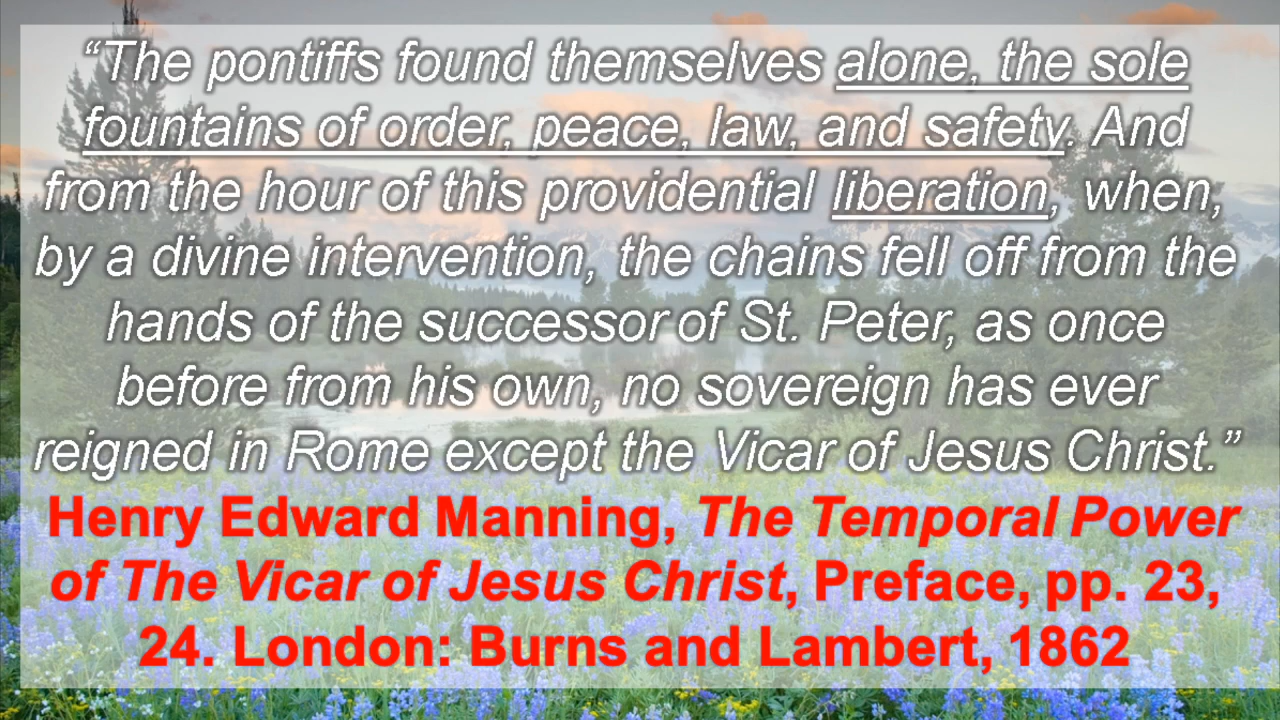 “The pontiffs found themselves alone, the sole
fountains of order, peace, law, and safety. And
from the hour of this providential liberation, when,
by a divine intervention, the chains fell off from the
hands of the successor of St. Peter, as once
before from his own, no sovereign has ever
reigned in Rome except the Vicar of Jesus Christ.”
Henry Edward Manning, The Temporal Power
of The Vicar of Jesus Christ, Preface, pp. 23,
24. London: Burns and Lambert, 1862